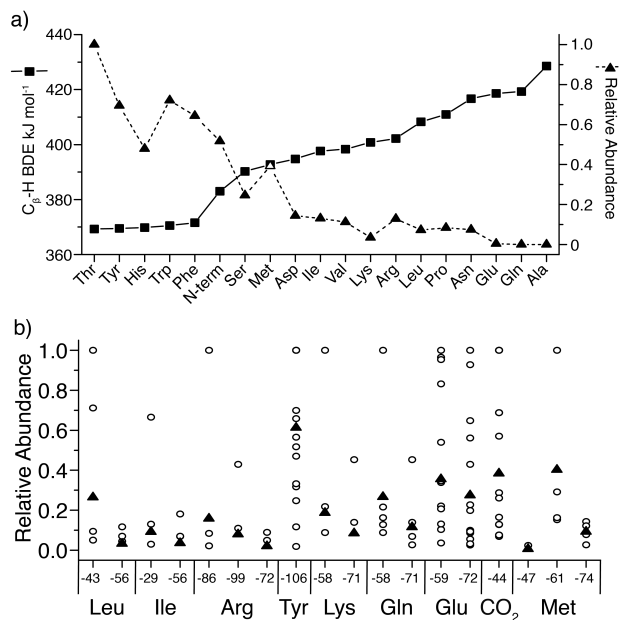 a)
440
420
400
380
360
Cβ-H BDE kJ mol⁻¹
1.0
0.8
0.6
0.4
0.2
0
Relative Abundance
Thr Tyr His Trp Phe N-term Ser Met Asp Ile Val Lys Arg Leu Pro Asn Glu Gln Ala
b)
1.0
0.8
0.6
0.4
0.2
0.0
Relative Abundance
-43 -56 -29 -56 -86 -99 -72 -106 -58 -71 -58 -71 -59 -72 -44 -47 -61 -74
Leu Ile Arg Tyr Lys Gln Glu CO₂ Met